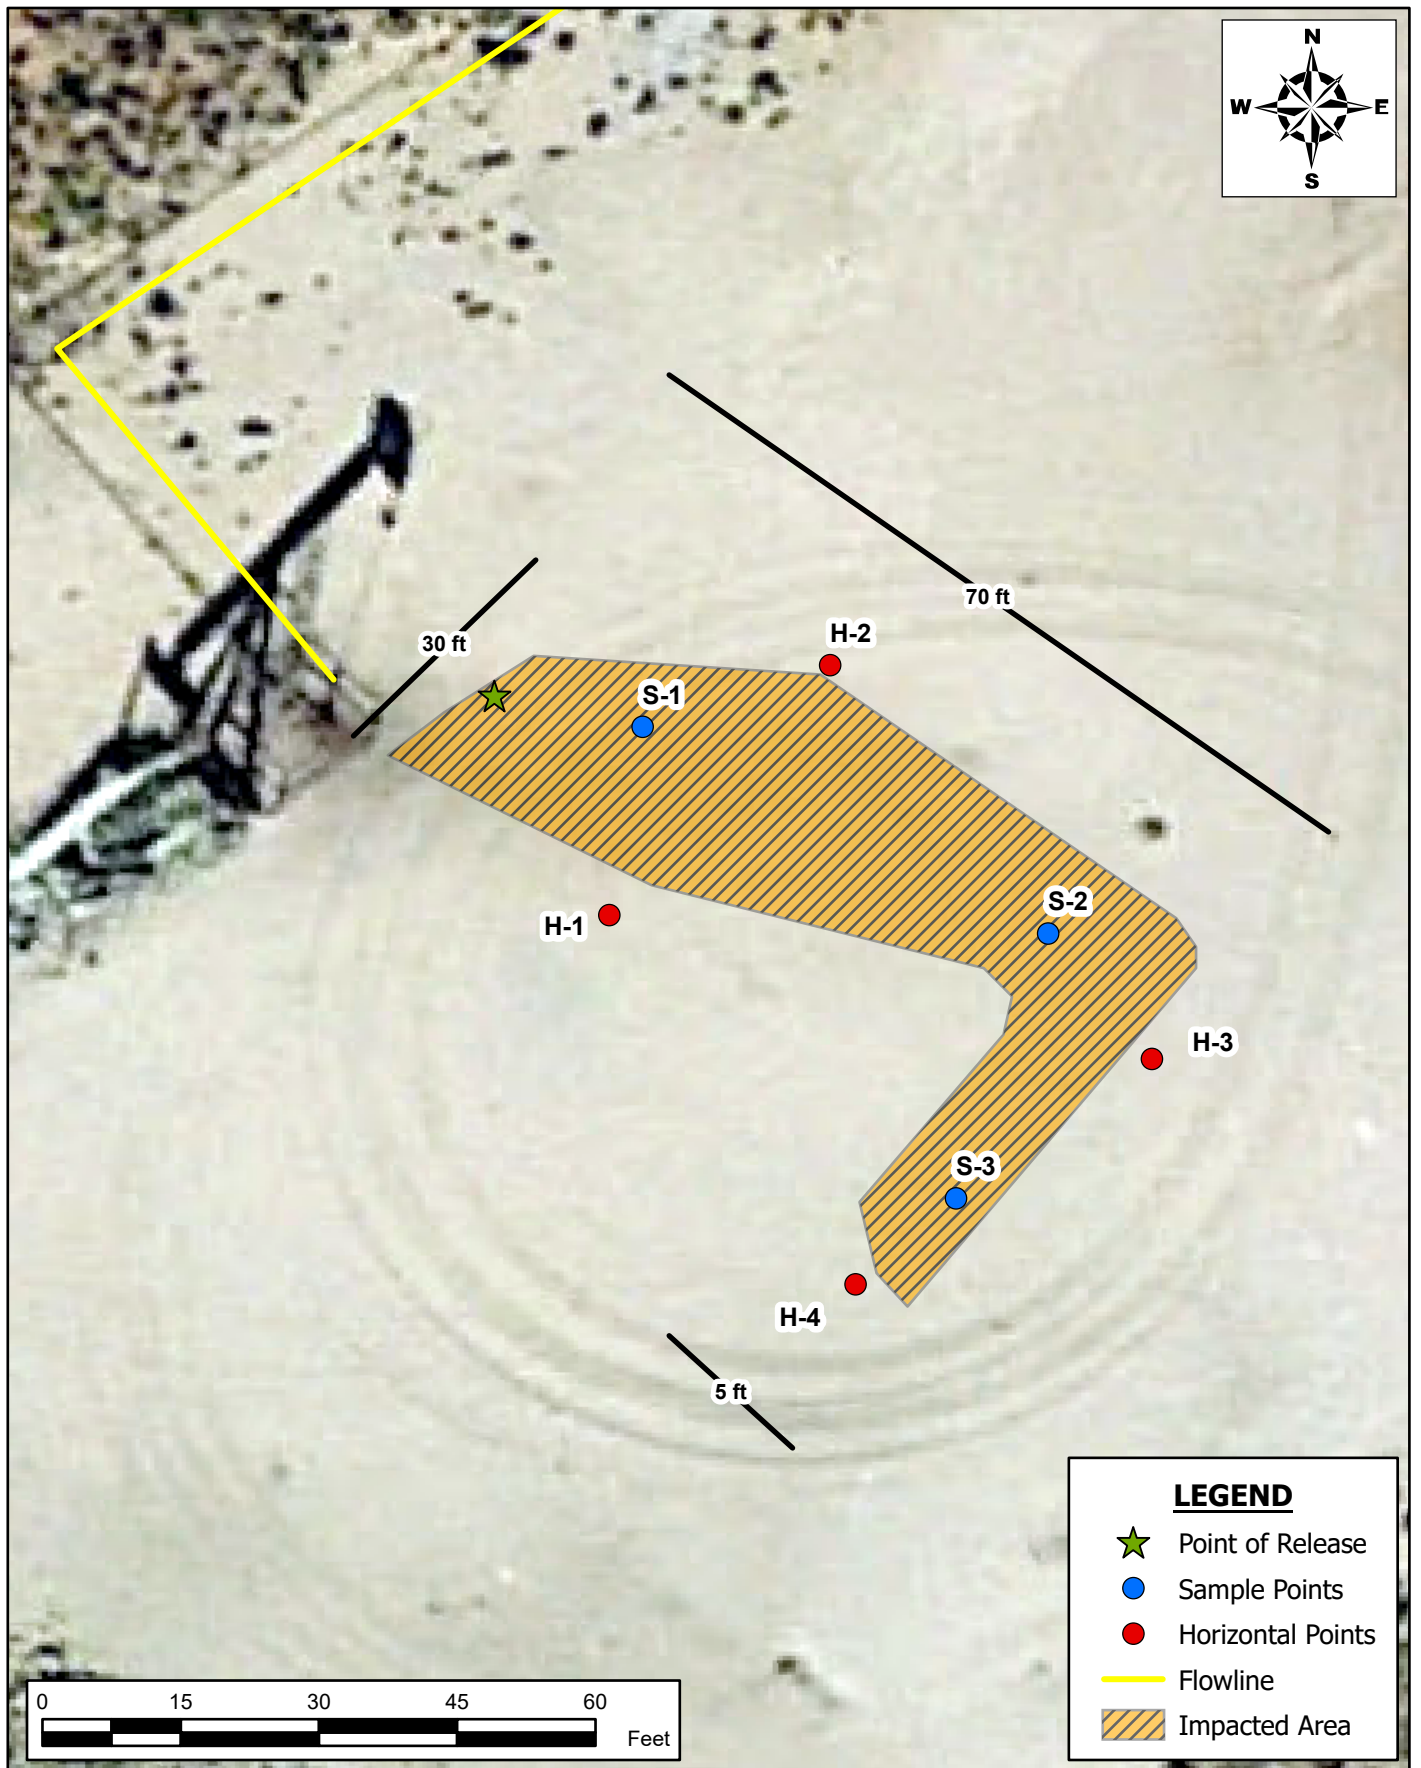 N
W E
S
70 ft
H-2
30 ft
S-1
S-2
H-1
H-3
S-3
H-4
5 ft
LEGEND
Point of Release
Sample Points
Horizontal Points
Flowline
Impacted Area
0 15 30 45 60
Feet